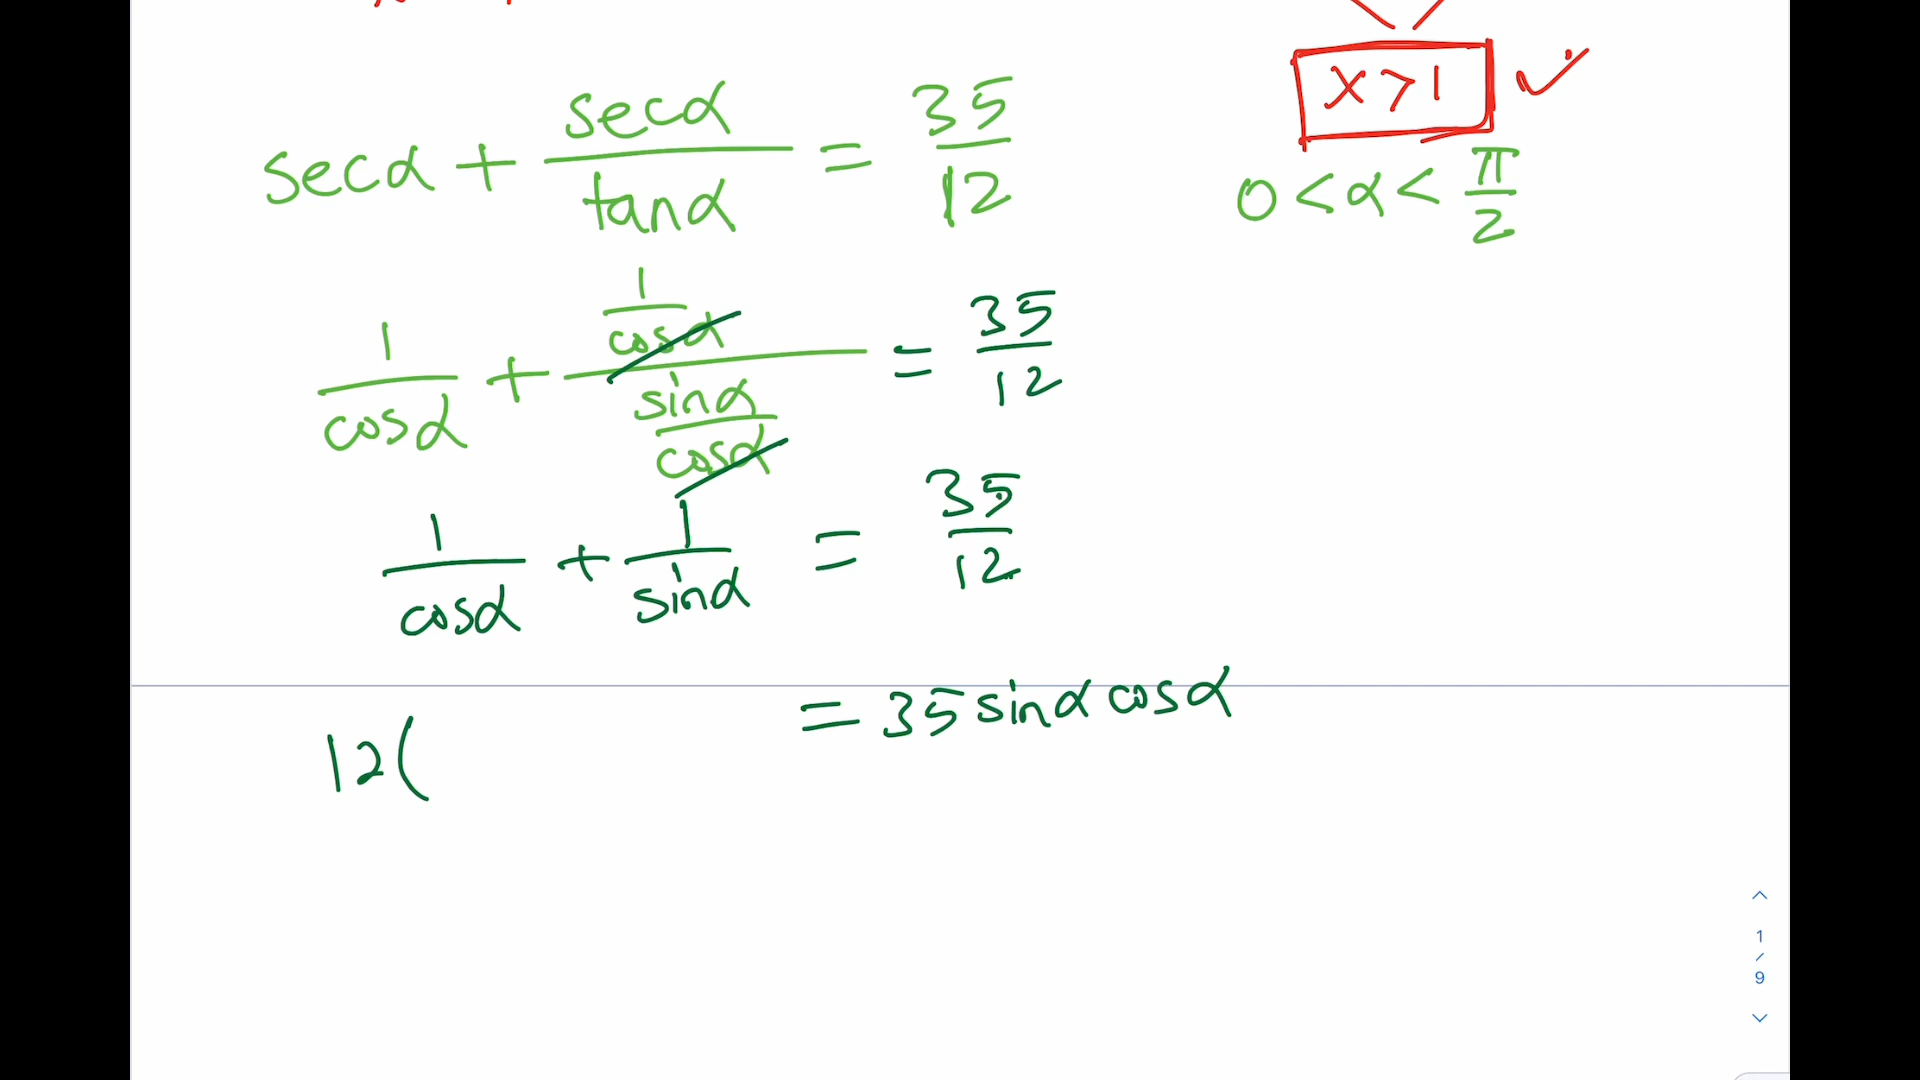 secα + secα/tanα = 35/12
x > 1 ✓
0 < α < π/2
1/cosα + (1/cosα)/(sinα/cosα) = 35/12
1/cosα + 1/sinα = 35/12
12( = 35 sinα cosα
1
/
9